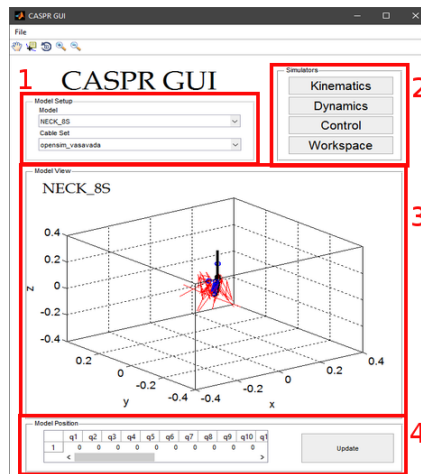 CASPR GUI
File
1
CASPR GUI
Model Setup
Model
NECK_8S
Cable Set
opensim_vasavada
Simulators
2
Kinematics
Dynamics
Control
Workspace
Model View
3
NECK_8S
0.4
0.2
0
-0.2
-0.4
z
0.2
0
-0.2
-0.4
y
-0.4
-0.2
0
0.2
0.4
x
4
Model Position
q1 q2 q3 q4 q5 q6 q7 q8 q9 q10 q1
1 0 0 0 0 0 0 0 0 0 0
Update